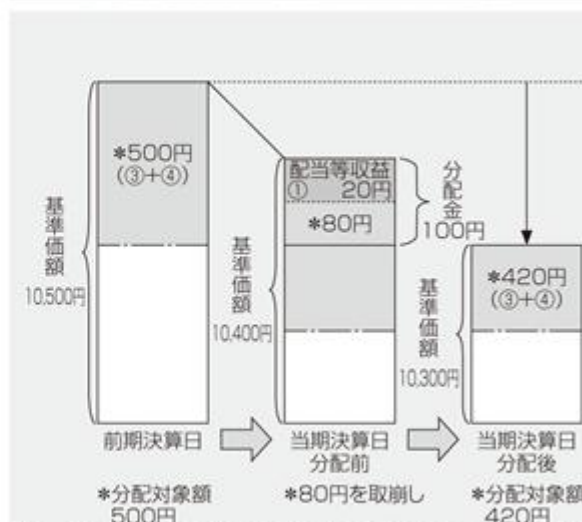 *500円
(③+④)
基準価額
10,500円
前期決算日
*分配対象額
500円
配当等収益
① 20円
*80円
分配金
100円
基準価額
10,400円
当期決算日
分配前
*80円を取崩し
*420円
(③+④)
基準価額
10,300円
当期決算日
分配後
*分配対象額
420円